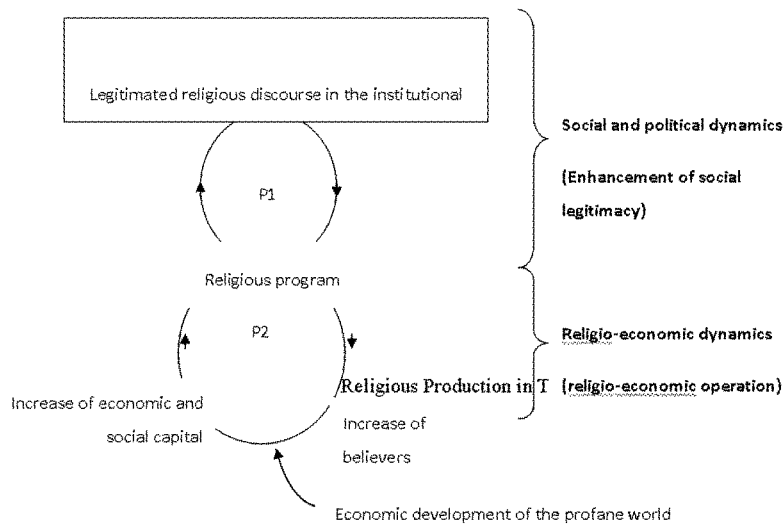 Legitimated religious discourse in the institutional
Social and political dynamics
(Enhancement of social
legitimacy)
P1
Religious program
P2
Religio-economic dynamics
Religious Production in T
(religio-economic operation)
Increase of economic and
social capital
Increase of
believers
Economic development of the profane world